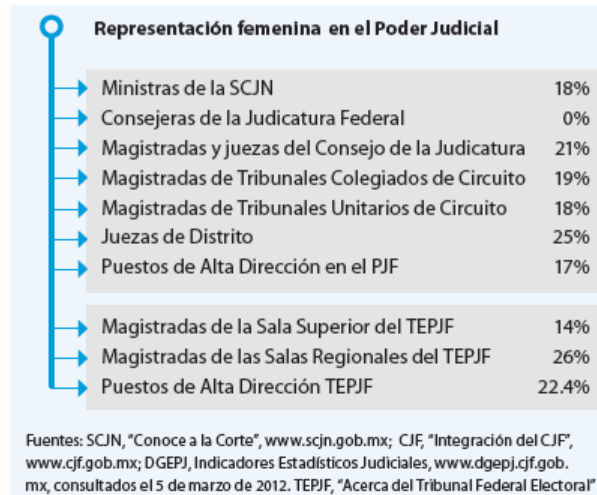 Representación femenina en el Poder Judicial
Ministras de la SCJN 18%
Consejeras de la Judicatura Federal 0%
Magistradas y juezas del Consejo de la Judicatura 21%
Magistradas de Tribunales Colegiados de Circuito 19%
Magistradas de Tribunales Unitarios de Circuito 18%
Juezas de Distrito 25%
Puestos de Alta Dirección en el PJF 17%
Magistradas de la Sala Superior del TEPJF 14%
Magistradas de las Salas Regionales del TEPJF 26%
Puestos de Alta Dirección TEPJF 22.4%
Fuentes: SCJN, "Conoce a la Corte", www.scjn.gob.mx; CJF, "Integración del CJF",
www.cjf.gob.mx; DGEPJ, Indicadores Estadísticos Judiciales, www.dgepj.cjf.gob.
mx, consultados el 5 de marzo de 2012. TEPJF, "Acerca del Tribunal Federal Electoral"